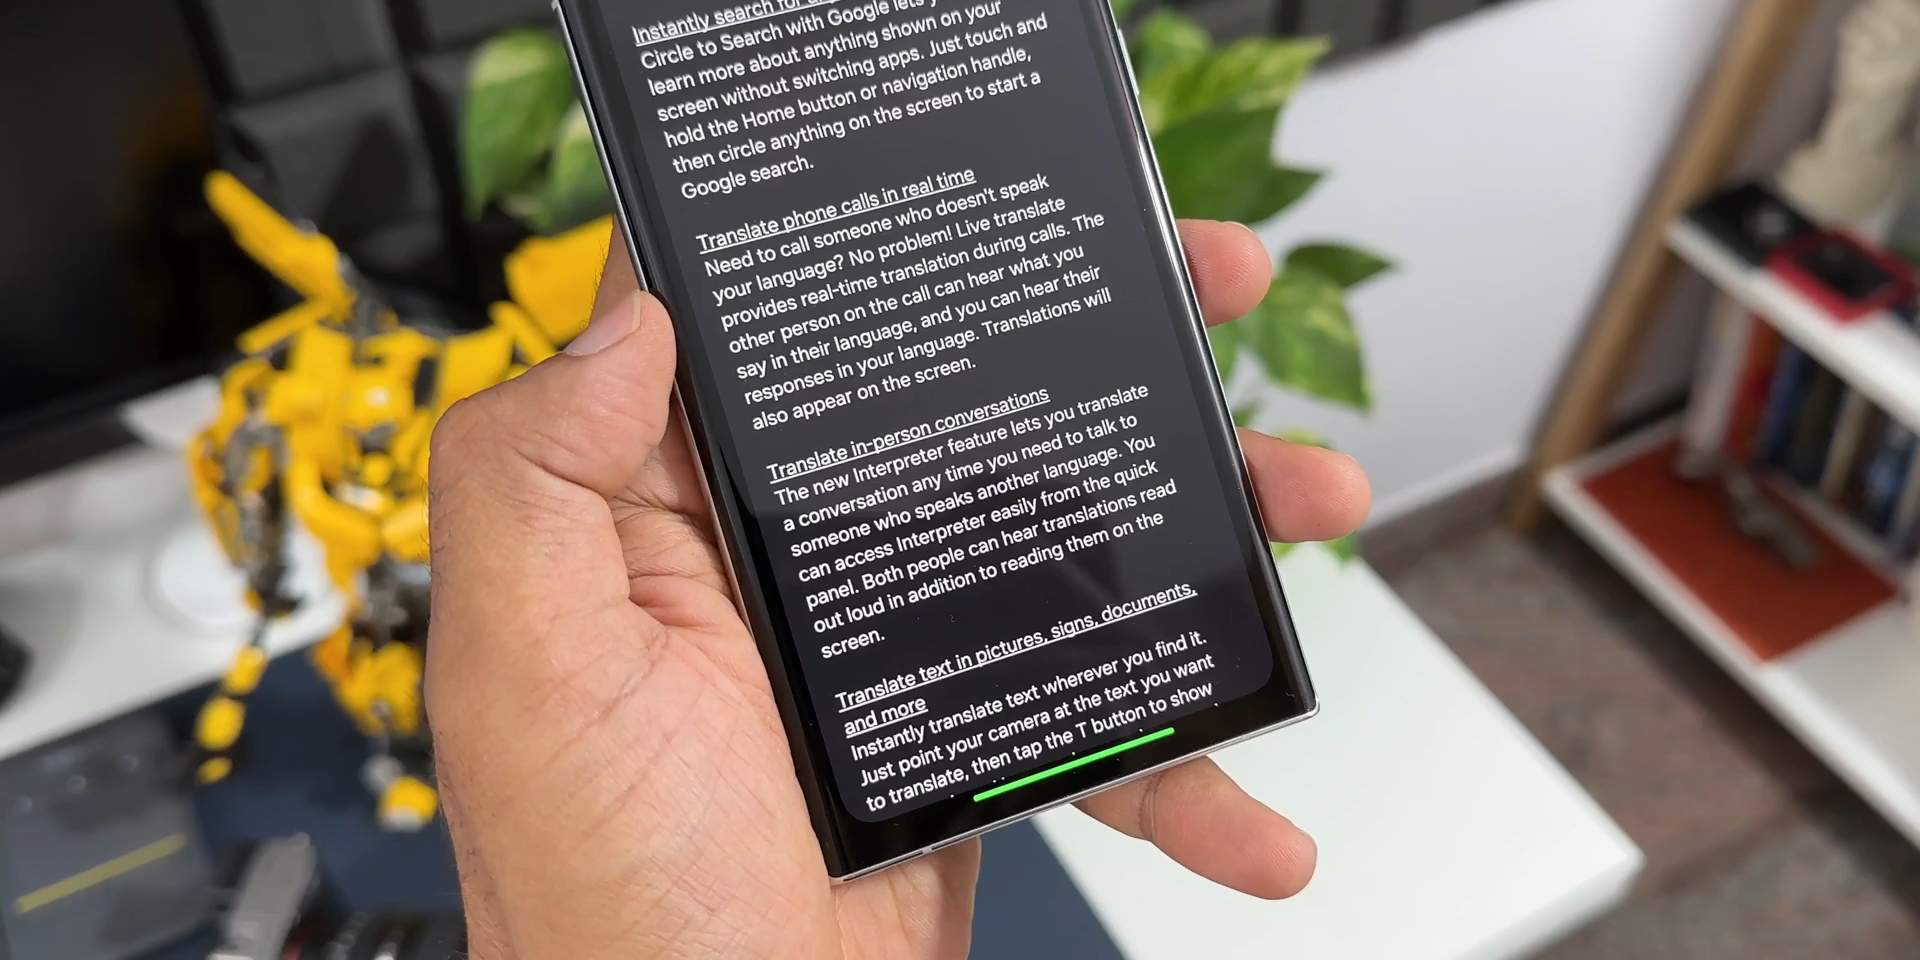 Instantly search for
Circle to Search with Google lets
learn more about anything shown on your
screen without switching apps. Just touch and
hold the Home button or navigation handle,
then circle anything on the screen to start a
Google search.
Translate phone calls in real time
Need to call someone who doesn't speak
your language? No problem! Live translate
provides real-time translation during calls. The
other person on the call can hear what you
say in their language, and you can hear their
responses in your language. Translations will
also appear on the screen.
Translate in-person conversations
The new Interpreter feature lets you translate
a conversation any time you need to talk to
someone who speaks another language. You
can access Interpreter easily from the quick
panel. Both people can hear translations read
out loud in addition to reading them on the
screen.
Translate text in pictures, signs, documents,
and more
Instantly translate text wherever you find it.
Just point your camera at the text you want
to translate, then tap the T button to show